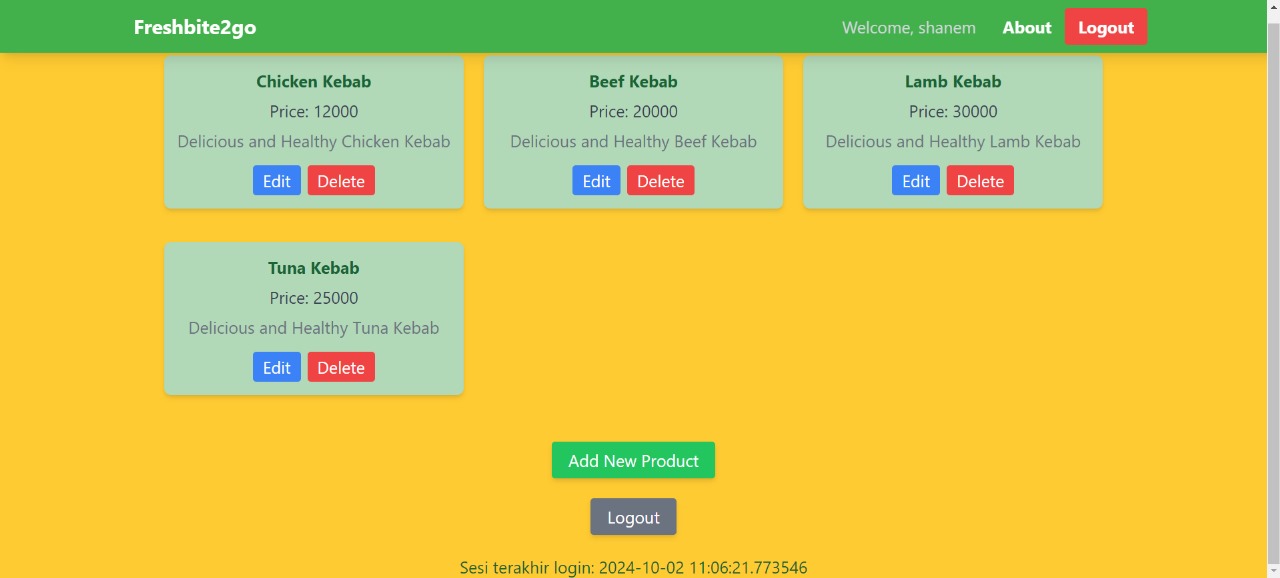 Freshbite2go
Welcome, shanem
About
Logout
Chicken Kebab
Price: 12000
Delicious and Healthy Chicken Kebab
Edit
Delete
Beef Kebab
Price: 20000
Delicious and Healthy Beef Kebab
Edit
Delete
Lamb Kebab
Price: 30000
Delicious and Healthy Lamb Kebab
Edit
Delete
Tuna Kebab
Price: 25000
Delicious and Healthy Tuna Kebab
Edit
Delete
Add New Product
Logout
Sesi terakhir login: 2024-10-02 11:06:21.773546